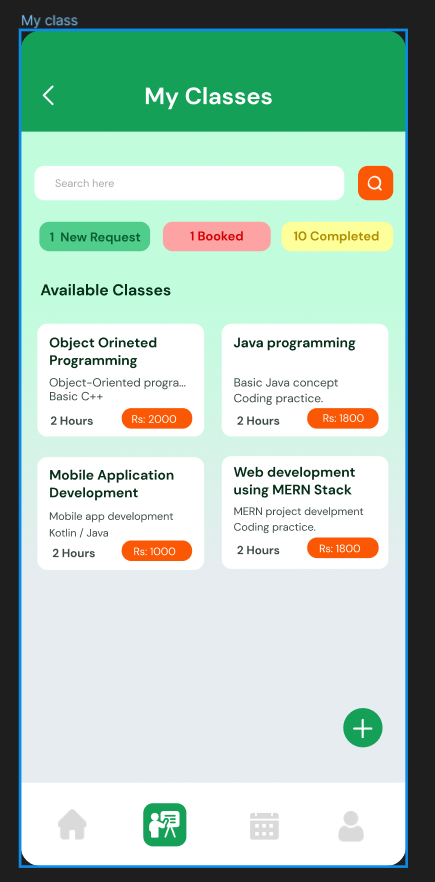 My class
My Classes
Search here
1 New Request
1 Booked
10 Completed
Available Classes
Object Orineted
Programming
Object-Oriented progra...
Basic C++
2 Hours
Rs: 2000
Java programming
Basic Java concept
Coding practice.
2 Hours
Rs: 1800
Mobile Application
Development
Mobile app development
Kotlin / Java
2 Hours
Rs: 1000
Web development
using MERN Stack
MERN project develpment
Coding practice.
2 Hours
Rs: 1800